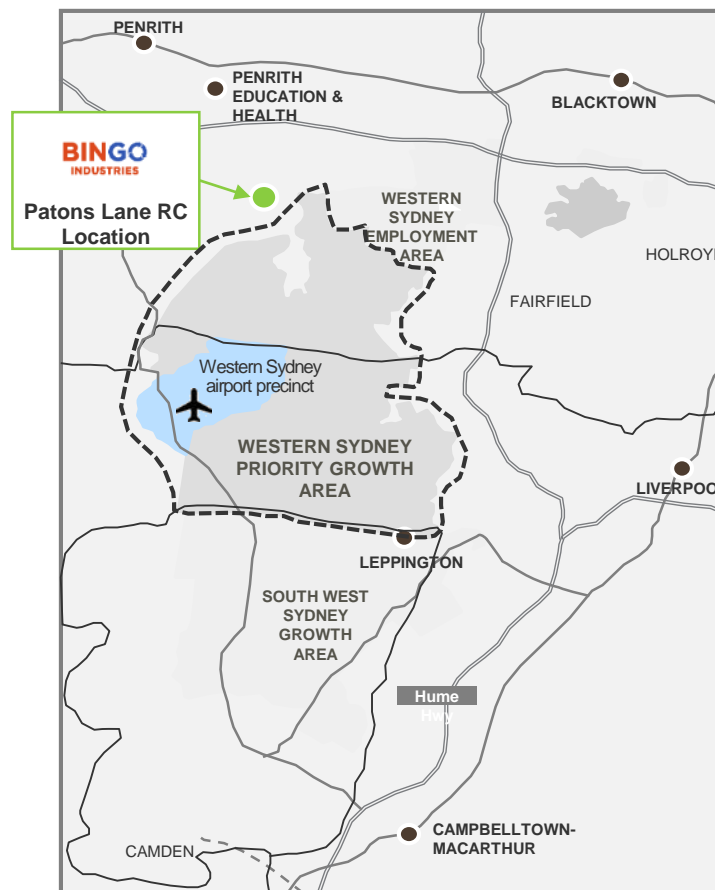 PENRITH
PENRITH
EDUCATION &
HEALTH
BLACKTOWN
BINGO
INDUSTRIES
Patons Lane RC
Location
WESTERN
SYDNEY
EMPLOYMENT
AREA
HOLROY
FAIRFIELD
Western Sydney
airport precinct
WESTERN SYDNEY
PRIORITY GROWTH
AREA
LIVERPOO
LEPPINGTON
SOUTH WEST
SYDNEY
GROWTH
AREA
Hume
Hwy
CAMPBELLTOWN-
MACARTHUR
CAMDEN